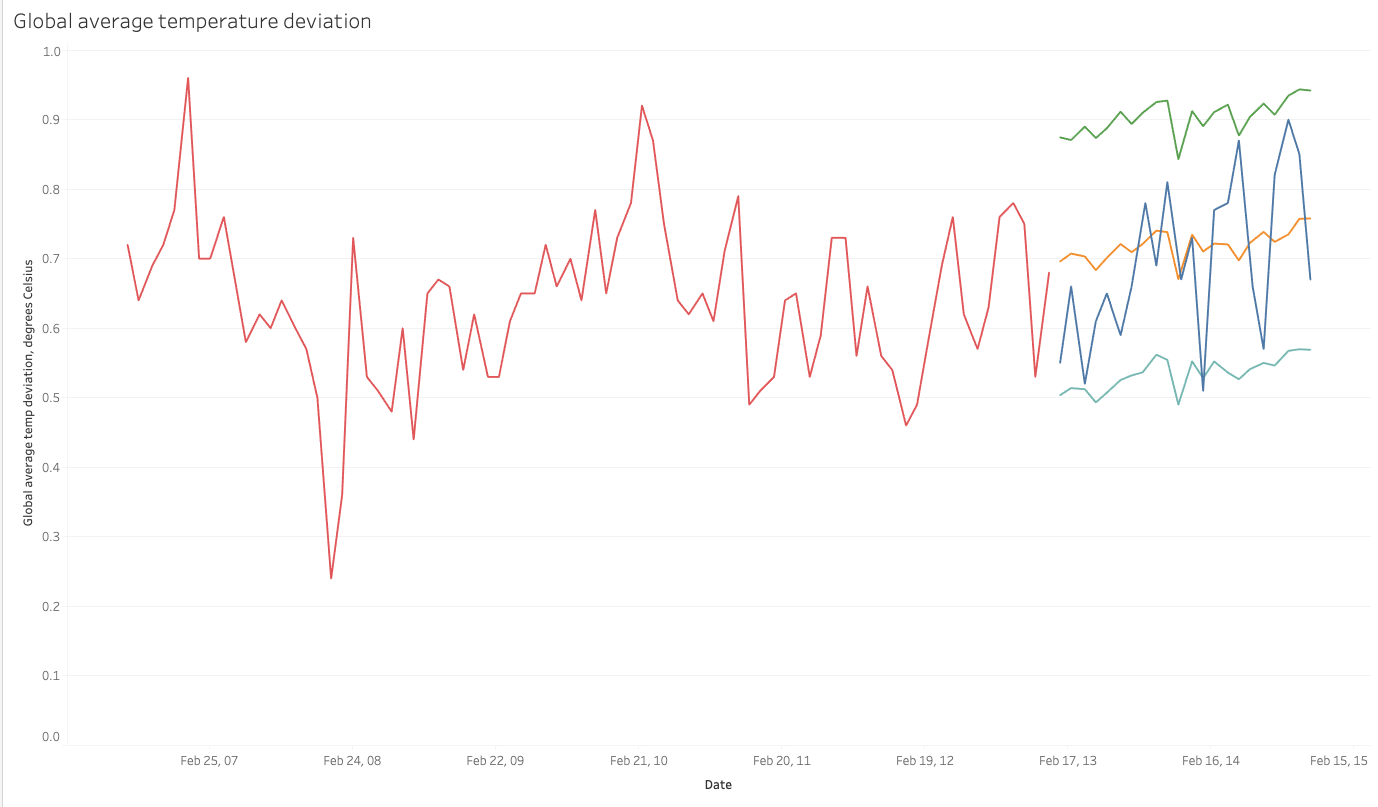 Global average temperature deviation
1.0
0.9
0.8
0.7
0.6
0.5
0.4
0.3
0.2
0.1
0.0
Global average temp deviation, degrees Celsius
Feb 25, 07
Feb 24, 08
Feb 22, 09
Feb 21, 10
Feb 20, 11
Feb 19, 12
Feb 17, 13
Feb 16, 14
Feb 15, 15
Date